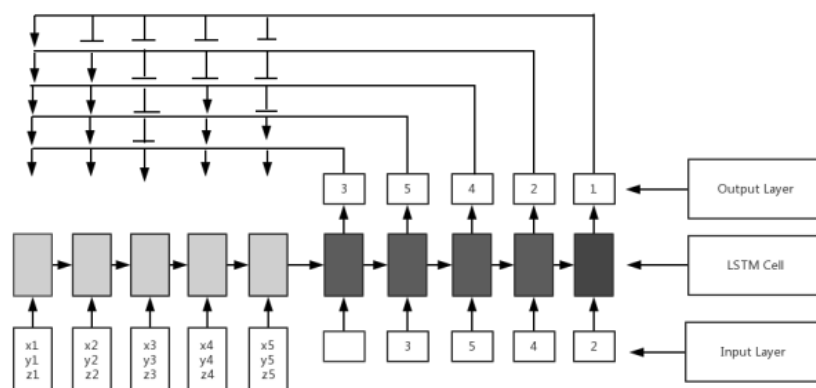 3 5 4 2 1
Output Layer
LSTM Cell
x1 x2 x3 x4 x5
y1 y2 y3 y4 y5
z1 z2 z3 z4 z5
3 5 4 2
Input Layer